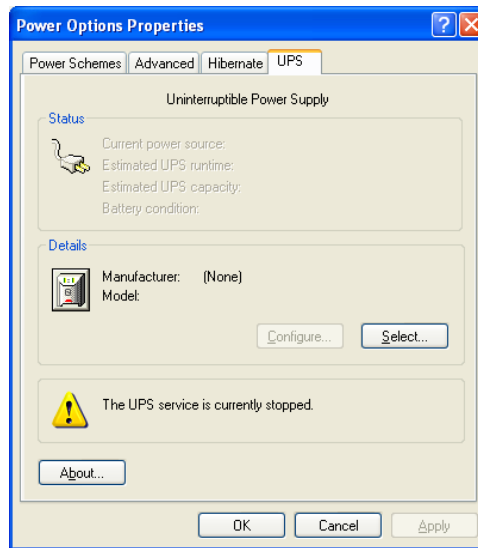 Power Options Properties
Power Schemes Advanced Hibernate UPS
Uninterruptible Power Supply
Status
Current power source:
Estimated UPS runtime:
Estimated UPS capacity:
Battery condition:
Details
Manufacturer: (None)
Model:
Configure... Select...
The UPS service is currently stopped.
About...
OK Cancel Apply